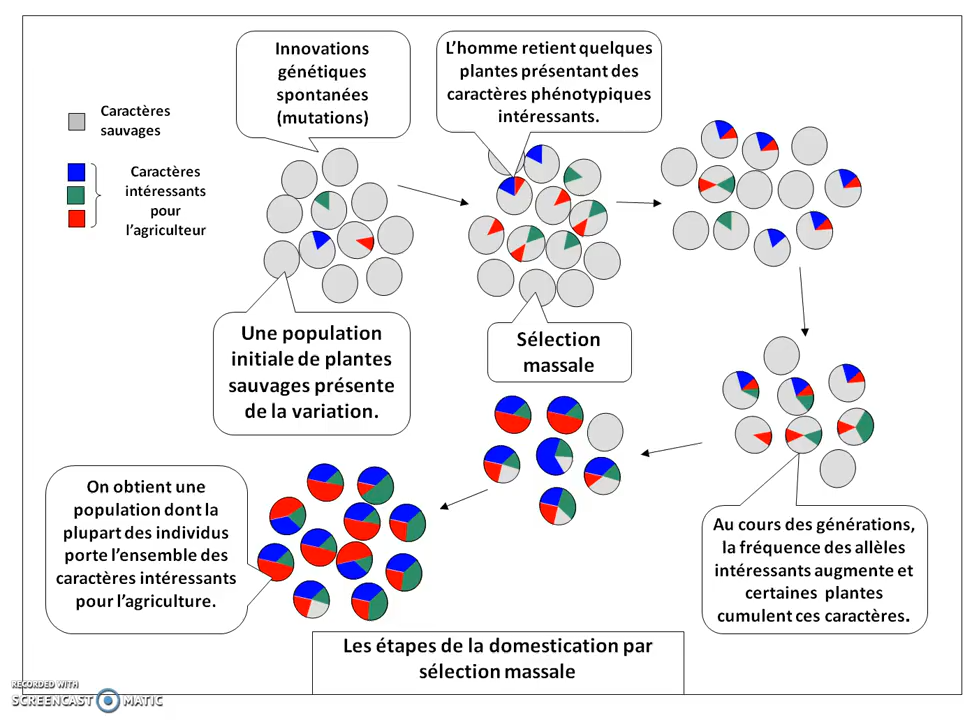 Innovations
génétiques
spontanées
(mutations)
L’homme retient quelques
plantes présentant des
caractères phénotypiques
intéressants.
Caractères
sauvages
Caractères
intéressants
pour
l’agriculteur
Une population
initiale de plantes
sauvages présente
de la variation.
Sélection
massale
Au cours des générations,
la fréquence des allèles
intéressants augmente et
certaines plantes
cumulent ces caractères.
On obtient une
population dont la
plupart des individus
porte l’ensemble des
caractères intéressants
pour l’agriculture.
Les étapes de la domestication par
sélection massale
RECORDED WITH
SCREENCAST MATIC